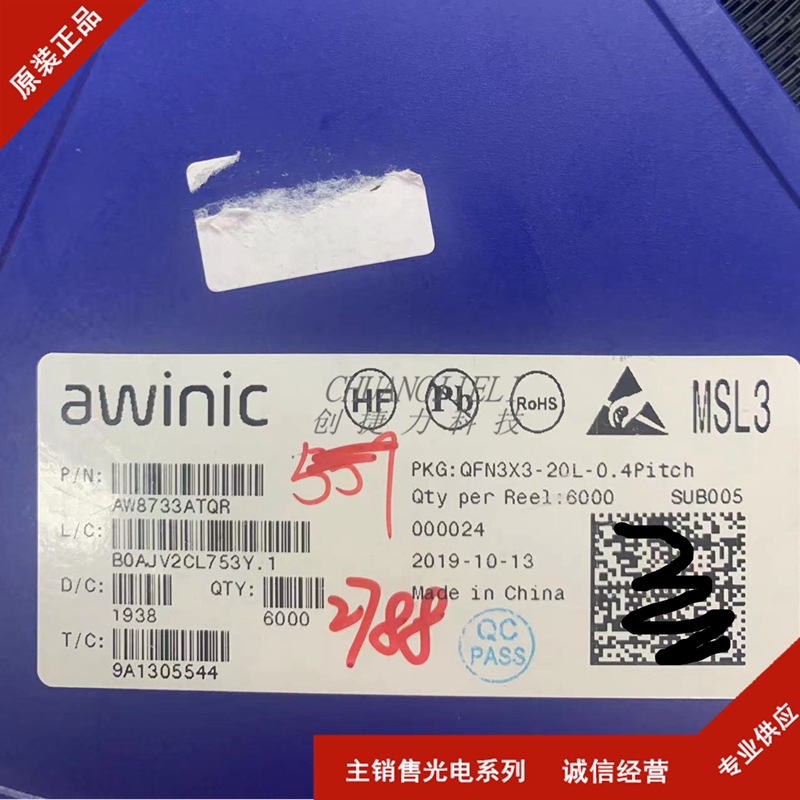 原装正品
awinic
HF
Pb
RoHS
MSL3
CHUANGJIELI
创捷力科技
P/N:
AW8733ATQR
559
PKG:QFN3X3-20L-0.4Pitch
Qty per Reel:6000
SUB005
L/C:
B0AJV2CL753Y.1
000024
2019-10-13
D/C:
1938
QTY:
6000
2788
Made in China
T/C:
9A1305544
QC
PASS
主销售光电系列 诚信经营
专业供应